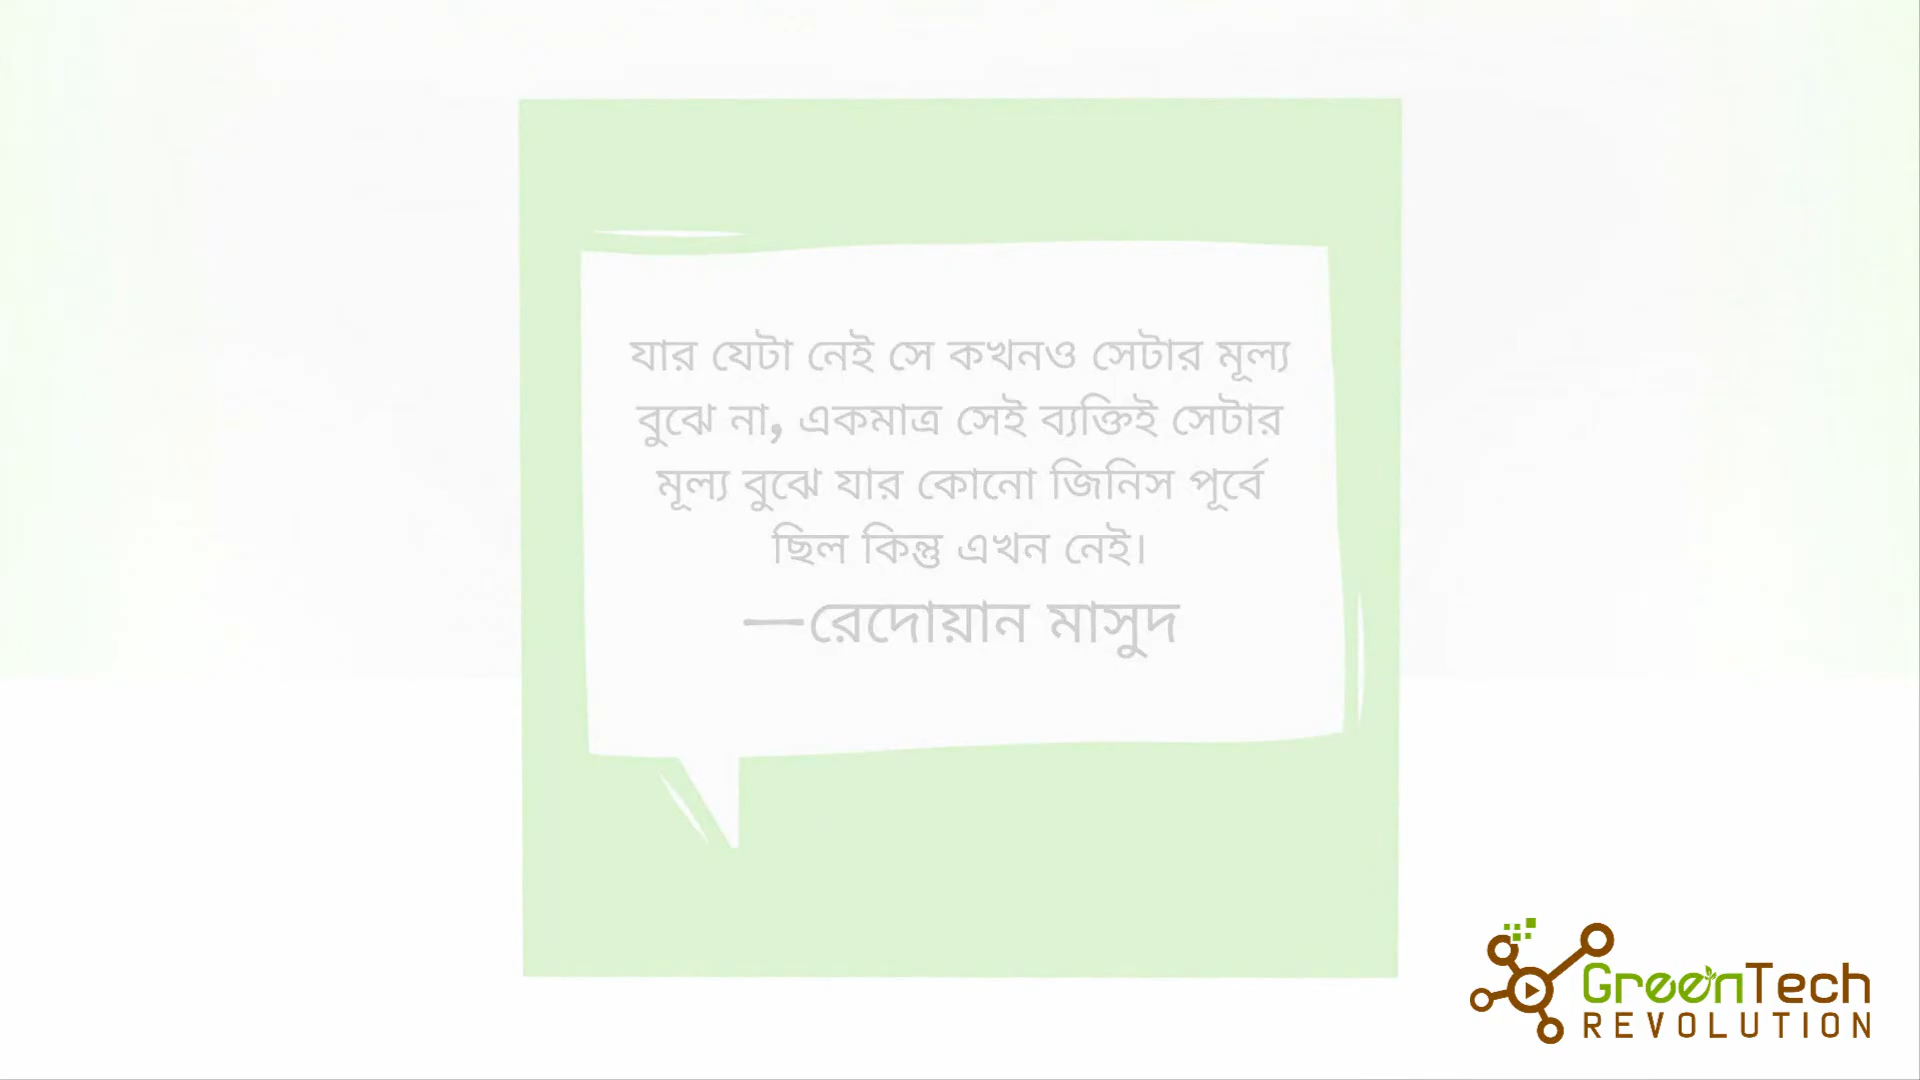 যার যেটা নেই সে কখনও সেটার মূল্য
বুঝে না, একমাত্র সেই ব্যক্তিই সেটার
মূল্য বুঝে যার কোনো জিনিস পূর্বে
ছিল কিন্তু এখন নেই।
—রেদোয়ান মাসুদ
GreenTech
REVOLUTION